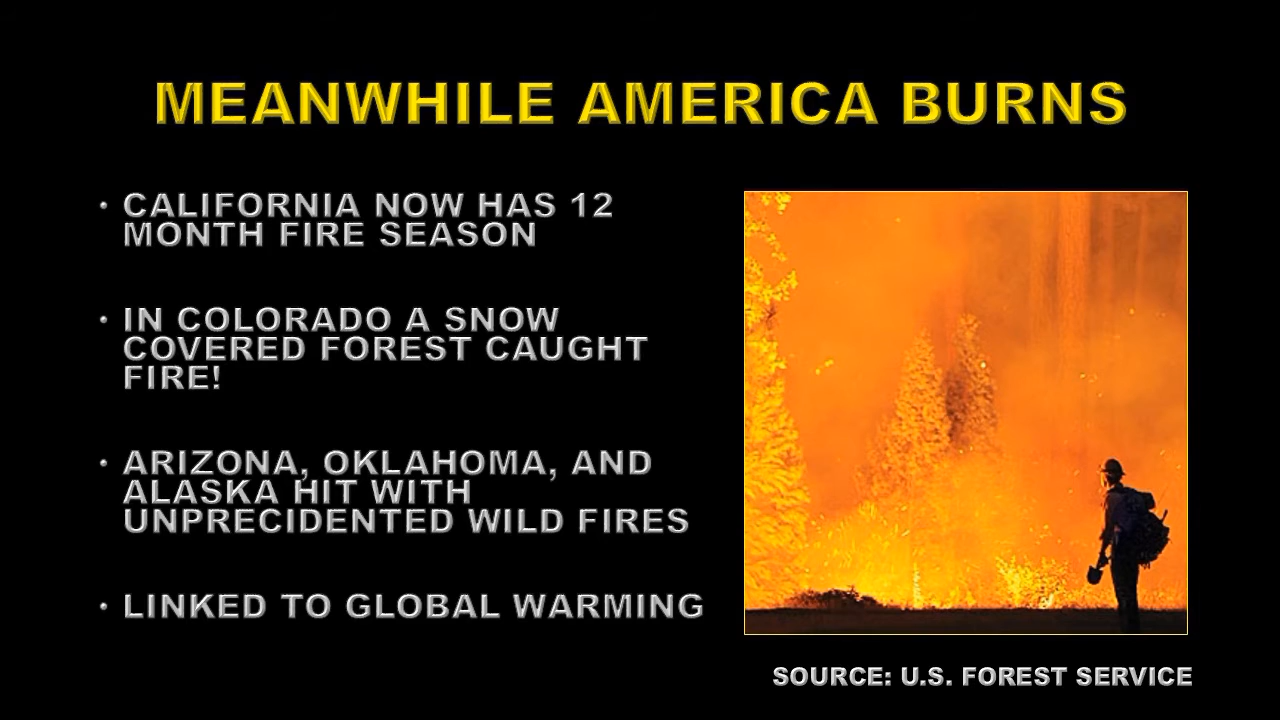 MEANWHILE AMERICA BURNS
• CALIFORNIA NOW HAS 12
MONTH FIRE SEASON
• IN COLORADO A SNOW
COVERED FOREST CAUGHT
FIRE!
• ARIZONA, OKLAHOMA, AND
ALASKA HIT WITH
UNPRECIDENTED WILD FIRES
• LINKED TO GLOBAL WARMING
SOURCE: U.S. FOREST SERVICE